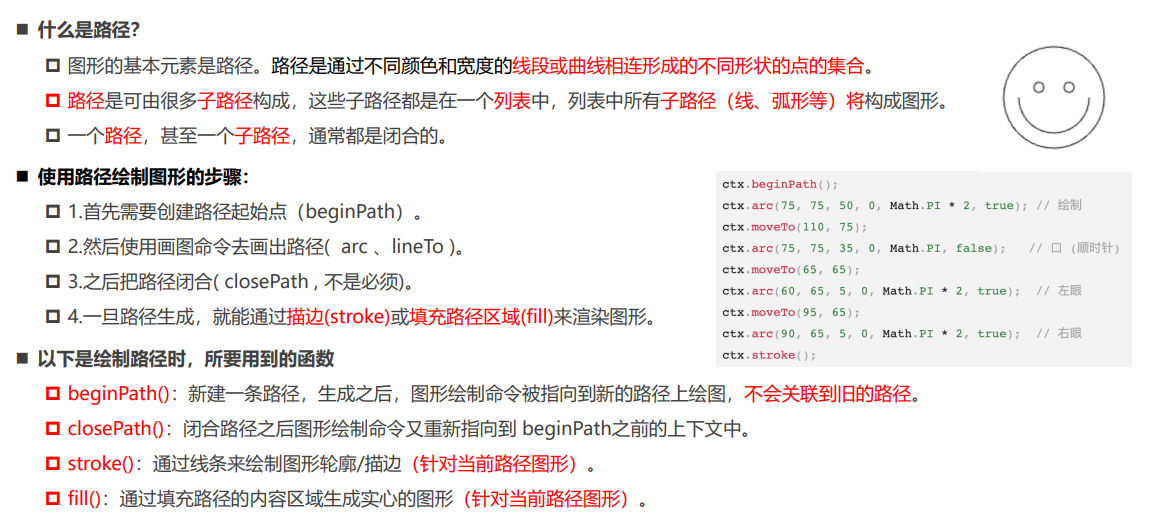 什么是路径？
图形的基本元素是路径。路径是通过不同颜色和宽度的线段或曲线相连形成的不同形状的点的集合。
路径是可由很多子路径构成，这些子路径都是在一个列表中，列表中所有子路径（线、弧形等）将构成图形。
一个路径，甚至一个子路径，通常都是闭合的。
使用路径绘制图形的步骤：
1.首先需要创建路径起始点（beginPath）。
2.然后使用画图命令去画出路径( arc 、lineTo )。
3.之后把路径闭合( closePath , 不是必须)。
4.一旦路径生成，就能通过描边(stroke)或填充路径区域(fill)来渲染图形。
ctx.beginPath();
ctx.arc(75, 75, 50, 0, Math.PI * 2, true); // 绘制
ctx.moveTo(110, 75);
ctx.arc(75, 75, 35, 0, Math.PI, false);   // 口 (顺时针)
ctx.moveTo(65, 65);
ctx.arc(60, 65, 5, 0, Math.PI * 2, true);  // 左眼
ctx.moveTo(95, 65);
ctx.arc(90, 65, 5, 0, Math.PI * 2, true);  // 右眼
ctx.stroke();
以下是绘制路径时，所要用到的函数
beginPath()：新建一条路径，生成之后，图形绘制命令被指向到新的路径上绘图，不会关联到旧的路径。
closePath()：闭合路径之后图形绘制命令又重新指向到 beginPath之前的上下文中。
stroke()：通过线条来绘制图形轮廓/描边（针对当前路径图形）。
fill()：通过填充路径的内容区域生成实心的图形（针对当前路径图形）。